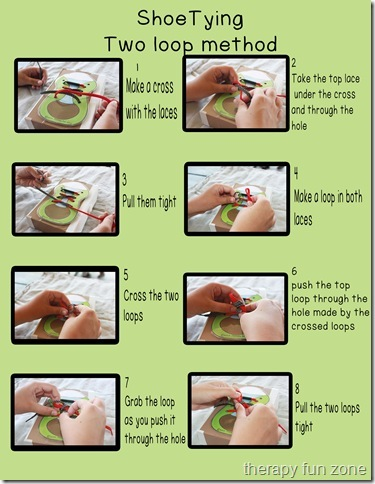 ShoeTying
Two loop method
1
Make a cross
with the laces
2
Take the top lace
under the cross
and through the
hole
3
Pull them tight
4
Make a loop in both
laces
5
Cross the two
loops
6
push the top
loop through the
hole made by the
crossed loops
7
Grab the loop
as you push it
through the hole
8
Pull the two loops
tight
therapy fun zone